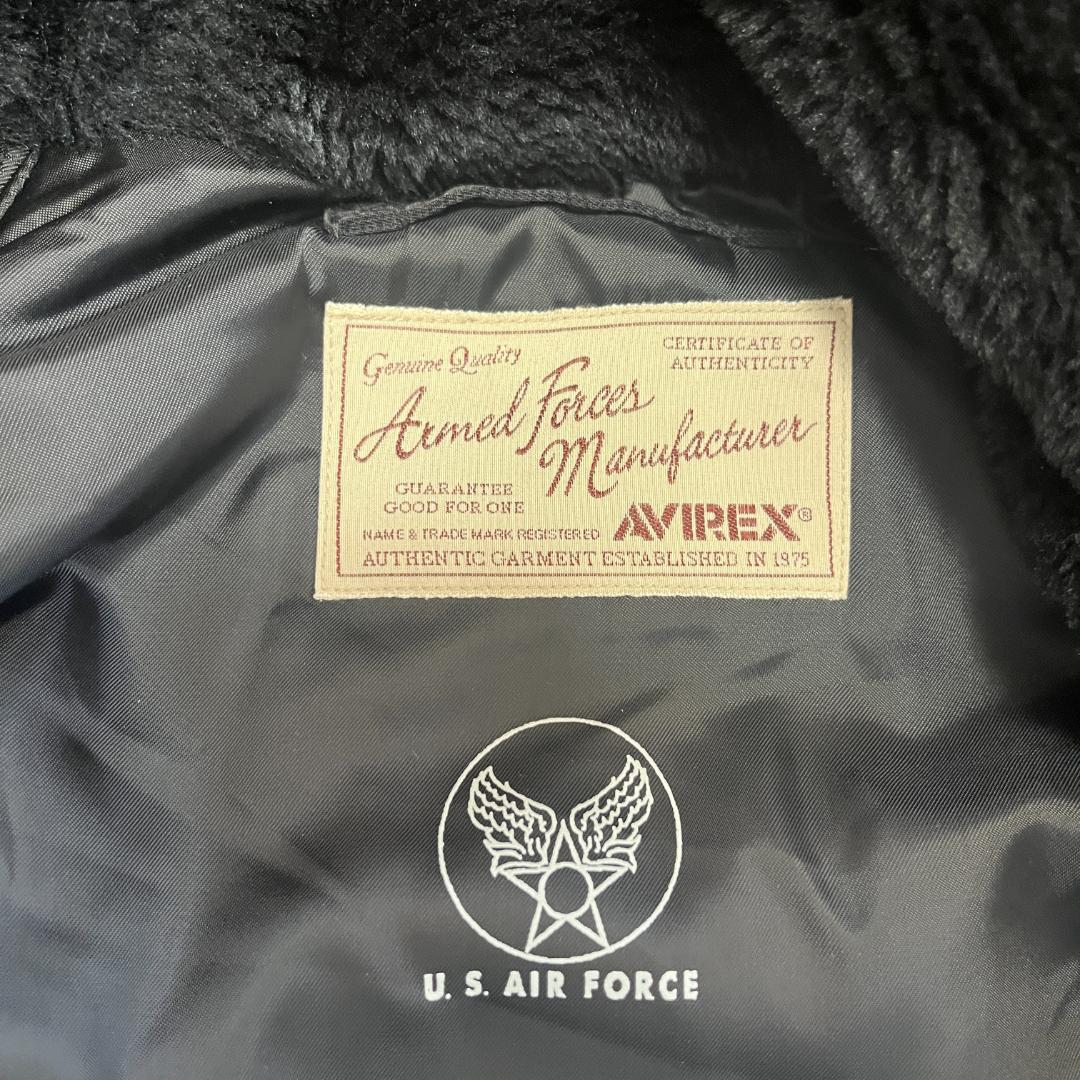 Genuine Quality
CERTIFICATE OF
AUTHENTICITY
Armed Forces
Manufacturer
GUARANTEE
GOOD FOR ONE
NAME & TRADE MARK REGISTERED
AVIREX®
AUTHENTIC GARMENT ESTABLISHED IN 1975
U. S. AIR FORCE